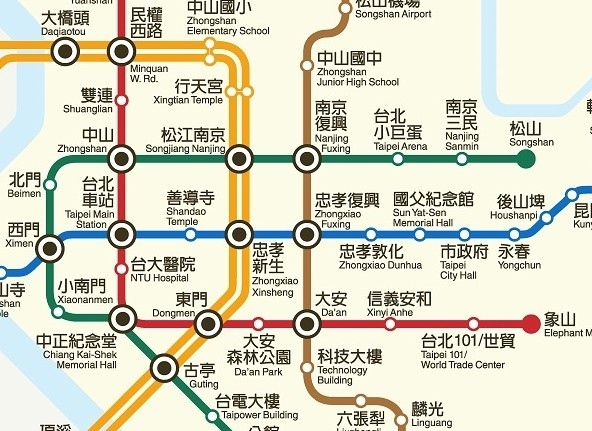 Yuanshan
大橋頭
Daqiaotou
民權
西路
Minquan
W. Rd.
中山國小
Zhongshan
Elementary School
松山機場
Songshan Airport
中山國中
Zhongshan
Junior High School
雙連
Shuanglian
行天宮
Xingtian Temple
中山
Zhongshan
松江南京
Songjiang Nanjing
南京
復興
Nanjing
Fuxing
台北
小巨蛋
Taipei Arena
南京
三民
Nanjing
Sanmin
松山
Songshan
北門
Beimen
台北
車站
Taipei Main
Station
善導寺
Shandao
Temple
忠孝復興
Zhongxiao
Fuxing
國父紀念館
Sun Yat-Sen
Memorial Hall
後山埤
Houshanpi
昆
Kuny
西門
Ximen
忠孝
新生
Zhongxiao
Xinsheng
忠孝敦化
Zhongxiao Dunhua
市政府
Taipei
City Hall
永春
Yongchun
山寺
台大醫院
NTU Hospital
小南門
Xiaonanmen
東門
Dongmen
大安
Da'an
信義安和
Xinyi Anhe
象山
Elephant M
中正紀念堂
Chiang Kai-Shek
Memorial Hall
大安
森林公園
Da'an Park
台北101/世貿
Taipei 101/
World Trade Center
古亭
Guting
科技大樓
Technology
Building
台電大樓
Taipower Building
六張犁
麟光
Linguang
頂溪
公館